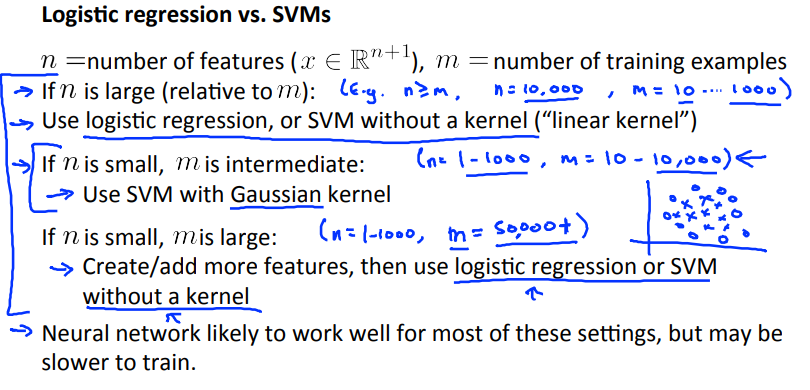 Logistic regression vs. SVMs
n = number of features (x ∈ ℝⁿ⁺¹), m = number of training examples
→ If n is large (relative to m): (E.g. n ≥ m, n = 10,000, m = 10 .... 1000)
→ Use logistic regression, or SVM without a kernel (“linear kernel”)
→ If n is small, m is intermediate: (n = 1 - 1000, m = 10 - 10,000) ←
→ Use SVM with Gaussian kernel
If n is small, m is large: (n = 1 - 1000, m = 50,000+)
→ Create/add more features, then use logistic regression or SVM
without a kernel
→ Neural network likely to work well for most of these settings, but may be
slower to train.